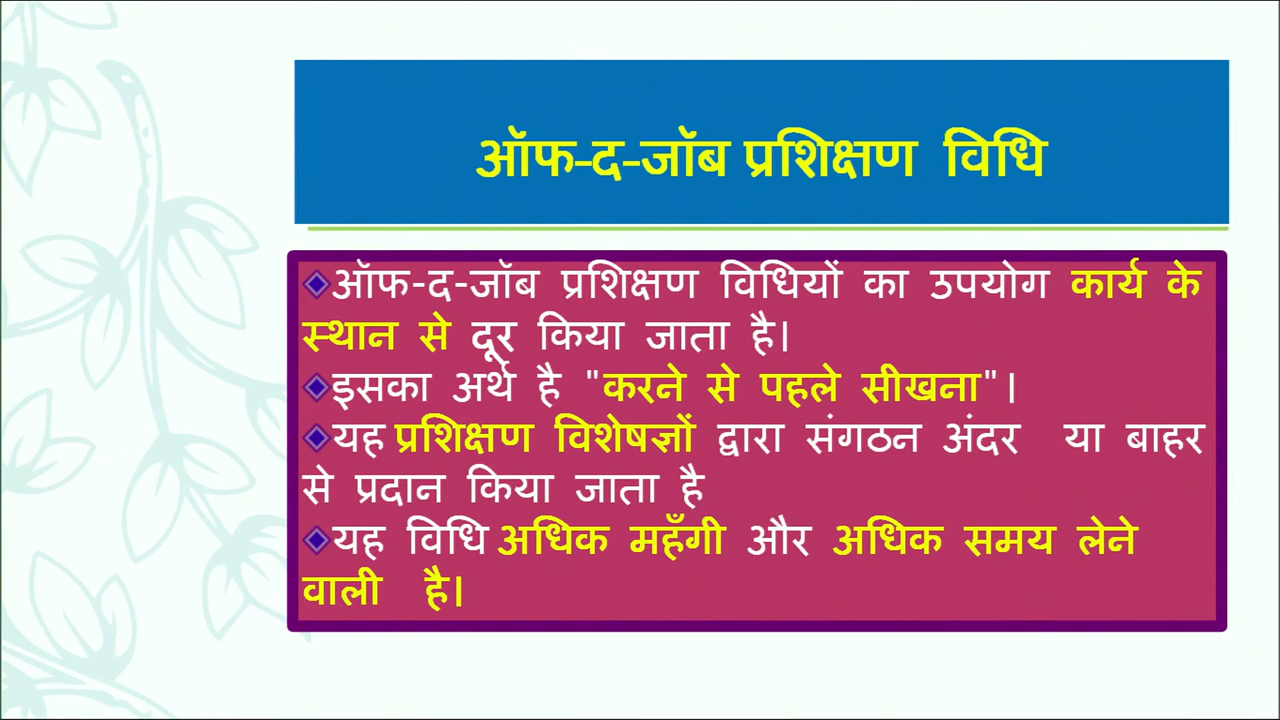 ऑफ-द-जॉब प्रशिक्षण विधि
ऑफ-द-जॉब प्रशिक्षण विधियों का उपयोग कार्य के
स्थान से दूर किया जाता है।
इसका अर्थ है "करने से पहले सीखना"।
यह प्रशिक्षण विशेषज्ञों द्वारा संगठन अंदर या बाहर
से प्रदान किया जाता है
यह विधि अधिक महँगी और अधिक समय लेने
वाली है।